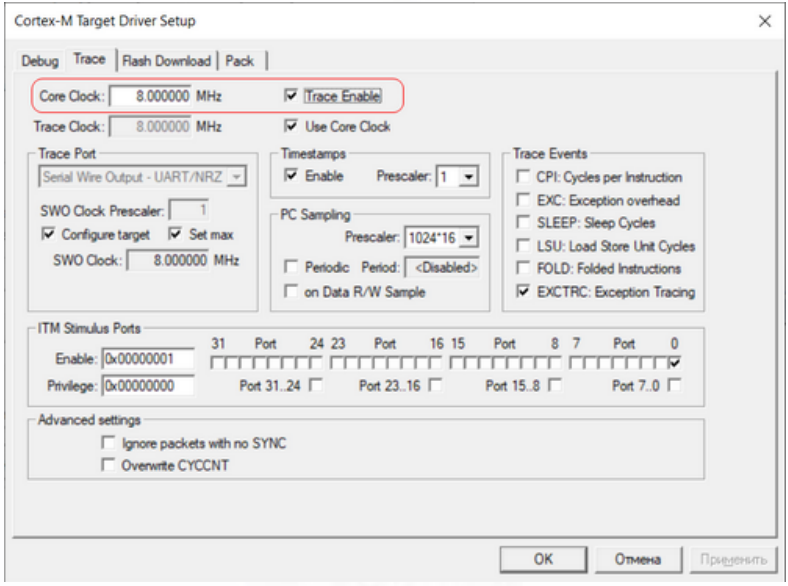 Cortex-M Target Driver Setup
Debug Trace Flash Download Pack
Core Clock: 8.000000 MHz Trace Enable
Trace Clock: 8.000000 MHz Use Core Clock
Trace Port
Serial Wire Output - UART/NRZ
SWO Clock Prescaler: 1
Configure target Set max
SWO Clock: 8.000000 MHz
Timestamps
Enable Prescaler: 1
PC Sampling
Prescaler: 1024*16
Periodic Period: <Disabled>
on Data R/W Sample
Trace Events
CPI: Cycles per Instruction
EXC: Exception overhead
SLEEP: Sleep Cycles
LSU: Load Store Unit Cycles
FOLD: Folded Instructions
EXCTRC: Exception Tracing
ITM Stimulus Ports
31 Port 24 23 Port 16 15 Port 8 7 Port 0
Enable: 0x00000001
Privilege: 0x00000000 Port 31..24 Port 23..16 Port 15..8 Port 7..0
Advanced settings
Ignore packets with no SYNC
Overwrite CYCCNT
OK Отмена Применить